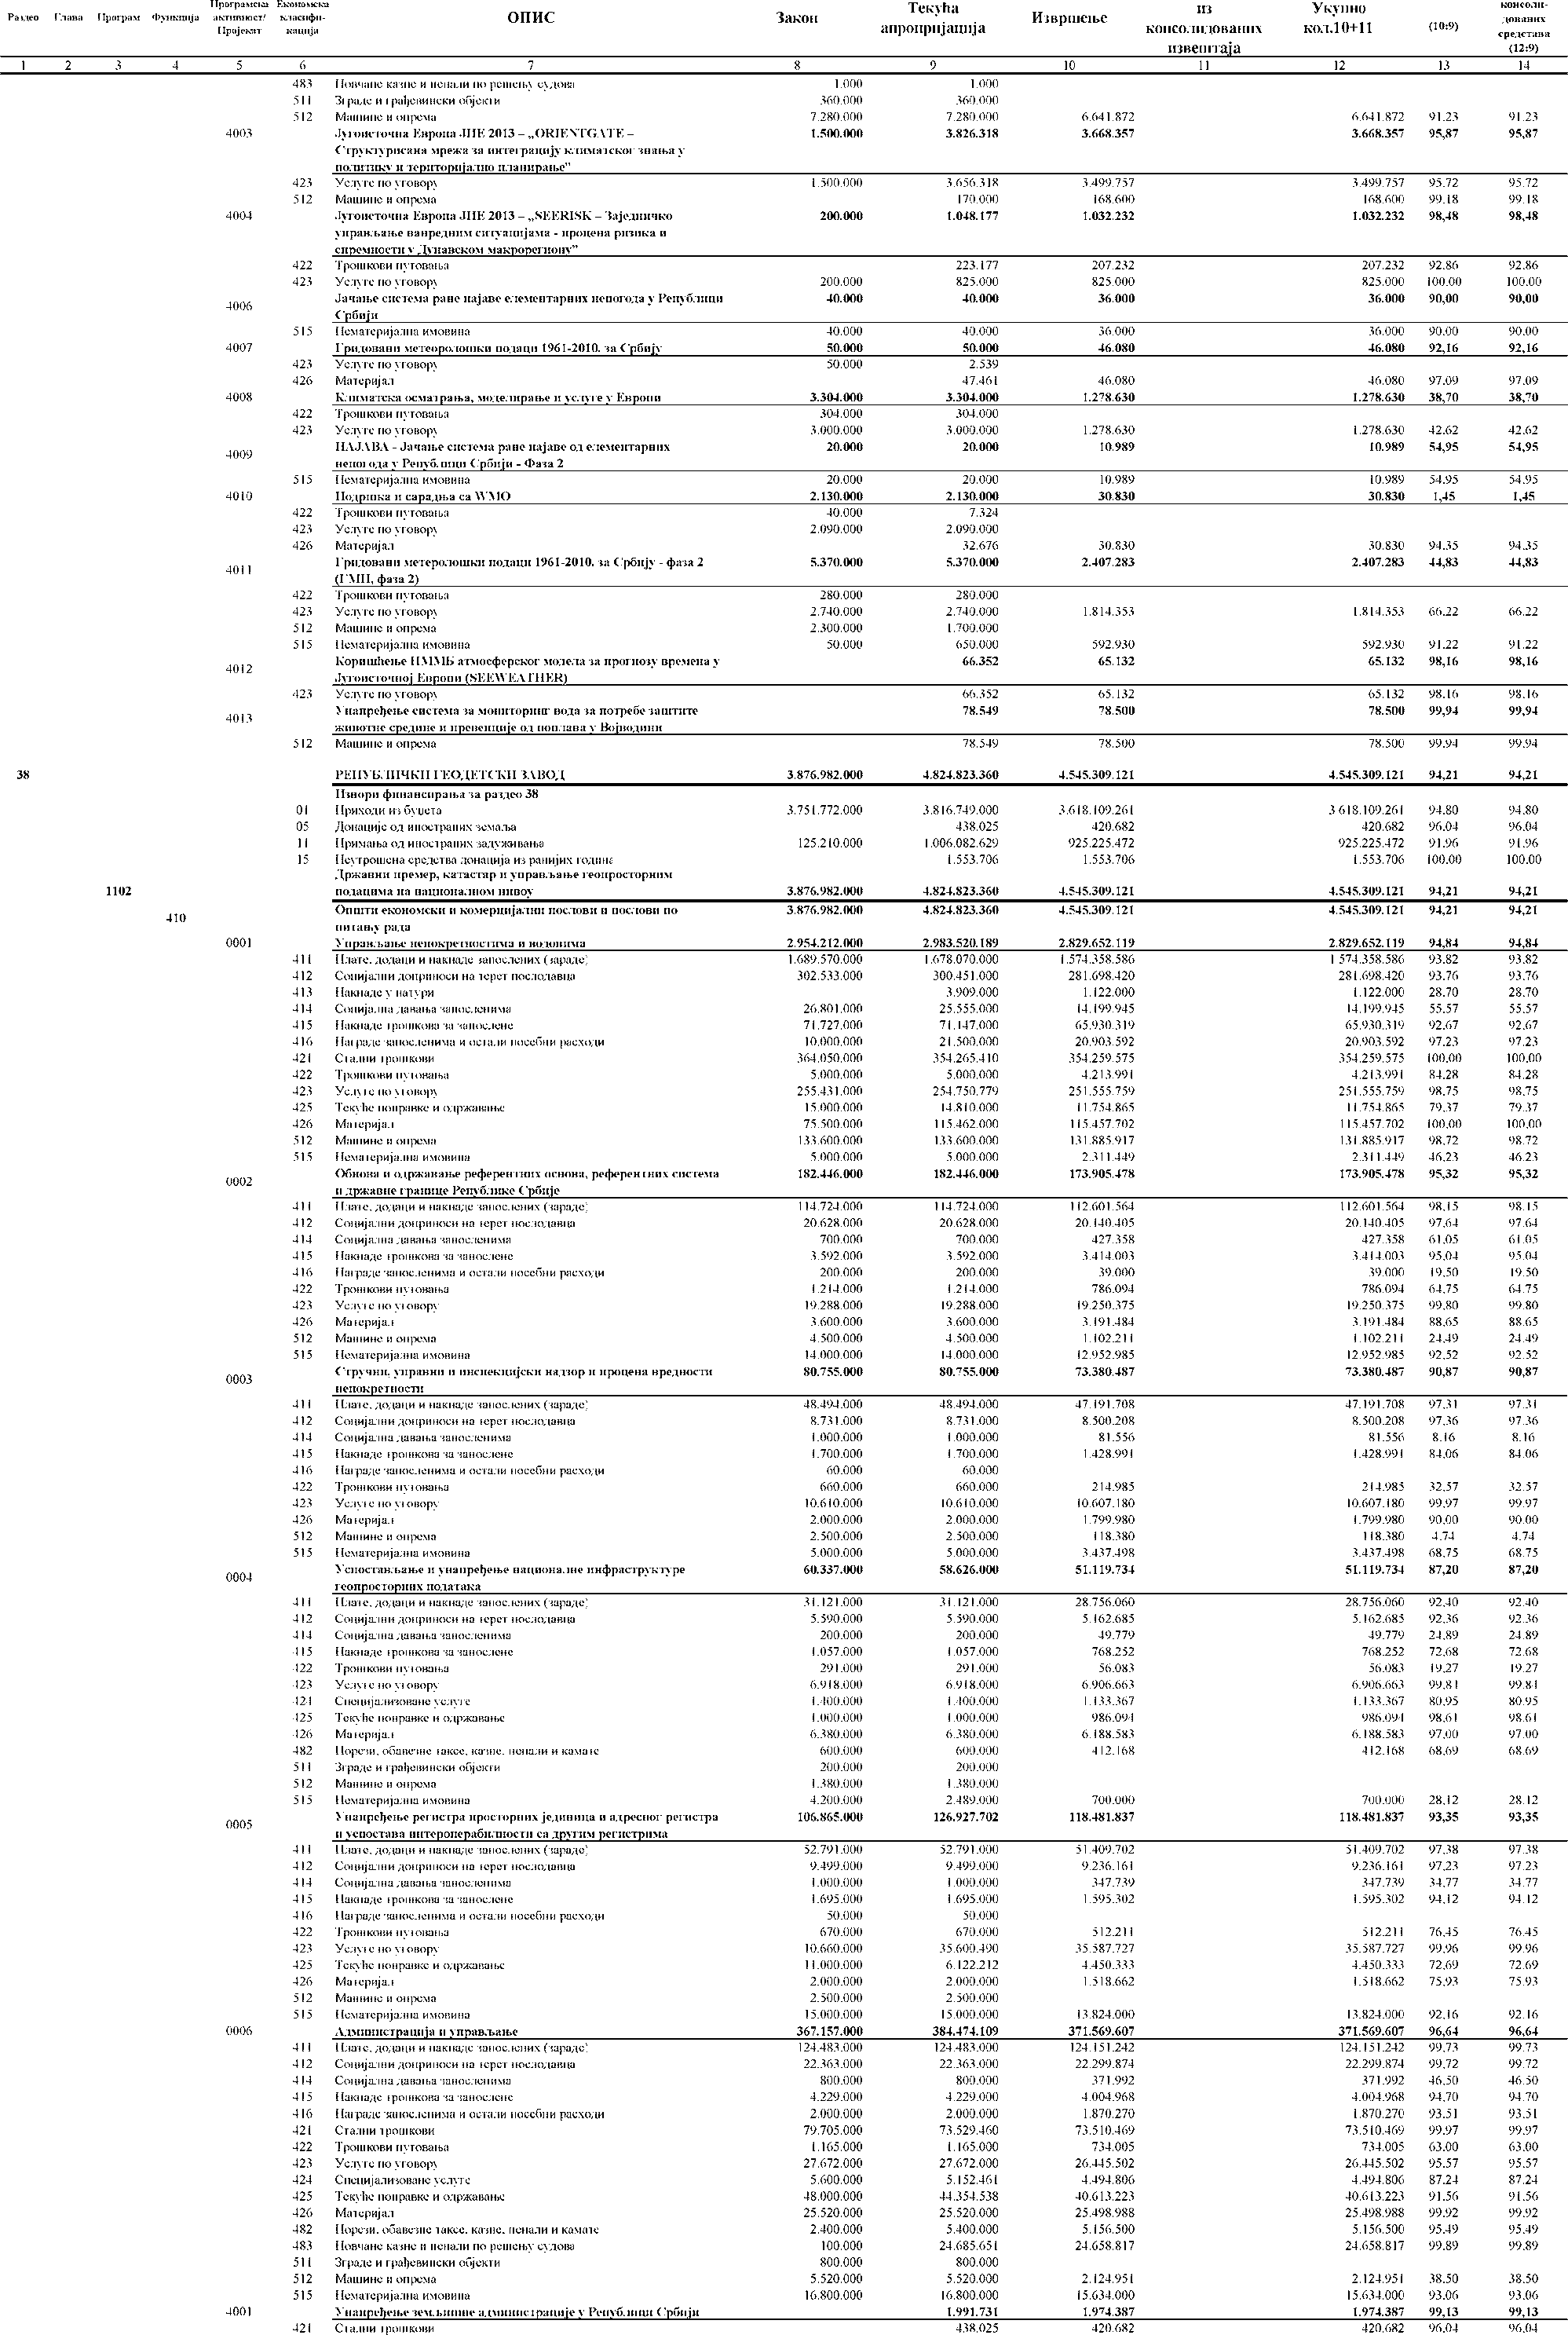 Раздео Глава Програм Функција Програмска активност/ Пројекат Економска класифи- кација ОПИС Закон Текућа апропријација Извршење из консолидованих извештаја Укупно кол.10+11 (10:9) консоли- дованих средстава (12:9)
1 2 3 4 5 6 7 8 9 10 11 12 13 14
483 Новчане казне и пенали по решењу судова 1.000 1.000
511 Зграде и грађевински објекти 360.000 360.000
512 Машине и опрема 7.280.000 7.280.000 6.641.872 6.641.872 91,23 91,23
4003 Југоисточна Европа ЈИЕ 2013 – „ORIENTGATE – 1.500.000 3.826.318 3.668.357 3.668.357 95,87 95,87
Структурисана мрежа за интеграцију климатског знања у
политику и територијално планирање”
423 Услуге по уговору 1.500.000 3.656.318 3.499.757 3.499.757 95,72 95,72
512 Машине и опрема 170.000 168.600 168.600 99,18 99,18
4004 Југоисточна Европа ЈИЕ 2013 – „SEERISK – Заједничко 200.000 1.048.177 1.032.232 1.032.232 98,48 98,48
управљање ванредним ситуацијама - процена ризика и
спремности у Дунавском макрорегиону”
422 Трошкови путовања 223.177 207.232 207.232 92,86 92,86
423 Услуге по уговору 200.000 825.000 825.000 825.000 100,00 100,00
4006 Јачање система ране најаве елементарних непогода у Републици 40.000 40.000 36.000 36.000 90,00 90,00
Србији
515 Нематеријална имовина 40.000 40.000 36.000 36.000 90,00 90,00
4007 Гридовани метеоролошки подаци 1961-2010. за Србију 50.000 50.000 46.080 46.080 92,16 92,16
423 Услуге по уговору 50.000 2.539
426 Материјал 47.461 46.080 46.080 97,09 97,09
4008 Климатска осматрања, моделирање и услуге у Европи 3.304.000 3.304.000 1.278.630 1.278.630 38,70 38,70
422 Трошкови путовања 304.000 304.000
423 Услуге по уговору 3.000.000 3.000.000 1.278.630 1.278.630 42,62 42,62
4009 НАЈАВА - Јачање система ране најаве од елементарних 20.000 20.000 10.989 10.989 54,95 54,95
непогода у Републици Србији - Фаза 2
515 Нематеријална имовина 20.000 20.000 10.989 10.989 54,95 54,95
4010 Подршка и сарадња са WMO 2.130.000 2.130.000 30.830 30.830 1,45 1,45
422 Трошкови путовања 40.000 7.324
423 Услуге по уговору 2.090.000 2.090.000
426 Материјал 32.676 30.830 30.830 94,35 94,35
4011 Гридовани метеролошки подаци 1961-2010. за Србију - фаза 2 5.370.000 5.370.000 2.407.283 2.407.283 44,83 44,83
(ГМП, фаза 2)
422 Трошкови путовања 280.000 280.000
423 Услуге по уговору 2.740.000 2.740.000 1.814.353 1.814.353 66,22 66,22
512 Машине и опрема 2.300.000 1.700.000
515 Нематеријална имовина 50.000 650.000 592.930 592.930 91,22 91,22
4012 Коришћење НММБ атмосферског модела за прогнозу времена у 66.352 65.132 65.132 98,16 98,16
Југоисточној Европи (SEEWEATHER)
423 Услуге по уговору 66.352 65.132 65.132 98,16 98,16
4013 Унапређење система за мониторинг вода за потребе заштите 78.549 78.500 78.500 99,94 99,94
животне средине и превенције од поплава у Војводини
512 Машине и опрема 78.549 78.500 78.500 99,94 99,94
38 РЕПУБЛИЧКИ ГЕОДЕТСКИ ЗАВОД 3.876.982.000 4.824.823.360 4.545.309.121 4.545.309.121 94,21 94,21
Извори финансирања за раздео 38
01 Приходи из буџета 3.751.772.000 3.816.749.000 3.618.109.261 3.618.109.261 94,80 94,80
05 Донације од иностраних земаља 438.025 420.682 420.682 96,04 96,04
11 Примања од иностраних задуживања 125.210.000 1.006.082.629 925.225.472 925.225.472 91,96 91,96
15 Неутрошена средства донација из ранијих година 1.553.706 1.553.706 1.553.706 100,00 100,00
Државни премер, катастар и управљање геопросторним
1102 подацима на националном нивоу 3.876.982.000 4.824.823.360 4.545.309.121 4.545.309.121 94,21 94,21
410 Општи економски и комерцијални послови и послови по 3.876.982.000 4.824.823.360 4.545.309.121 4.545.309.121 94,21 94,21
питању рада
0001 Управљање непокретностима и водовима 2.954.212.000 2.983.520.189 2.829.652.119 2.829.652.119 94,84 94,84
411 Плате, додаци и накнаде запослених (зараде) 1.689.570.000 1.678.070.000 1.574.358.586 1.574.358.586 93,82 93,82
412 Социјални доприноси на терет послодавца 302.533.000 300.451.000 281.698.420 281.698.420 93,76 93,76
413 Накнаде у натури 3.909.000 1.122.000 1.122.000 28,70 28,70
414 Социјална давања запосленима 26.801.000 25.555.000 14.199.945 14.199.945 55,57 55,57
415 Накнаде трошкова за запослене 71.727.000 71.147.000 65.930.319 65.930.319 92,67 92,67
416 Награде запосленима и остали посебни расходи 10.000.000 21.500.000 20.903.592 20.903.592 97,23 97,23
421 Стални трошкови 364.050.000 354.265.410 354.259.575 354.259.575 100,00 100,00
422 Трошкови путовања 5.000.000 5.000.000 4.213.991 4.213.991 84,28 84,28
423 Услуге по уговору 255.431.000 254.750.779 251.555.759 251.555.759 98,75 98,75
425 Текуће поправке и одржавање 15.000.000 14.810.000 11.754.865 11.754.865 79,37 79,37
426 Материјал 75.500.000 115.462.000 115.457.702 115.457.702 100,00 100,00
512 Машине и опрема 133.600.000 133.600.000 131.885.917 131.885.917 98,72 98,72
515 Нематеријална имовина 5.000.000 5.000.000 2.311.449 2.311.449 46,23 46,23
0002 Обнова и одржавање референтних основа, референтних система 182.446.000 182.446.000 173.905.478 173.905.478 95,32 95,32
и државне границе Републике Србије
411 Плате, додаци и накнаде запослених (зараде) 114.724.000 114.724.000 112.601.564 112.601.564 98,15 98,15
412 Социјални доприноси на терет послодавца 20.628.000 20.628.000 20.140.405 20.140.405 97,64 97,64
414 Социјална давања запосленима 700.000 700.000 427.358 427.358 61,05 61,05
415 Накнаде трошкова за запослене 3.592.000 3.592.000 3.414.003 3.414.003 95,04 95,04
416 Награде запосленима и остали посебни расходи 200.000 200.000 39.000 39.000 19,50 19,50
422 Трошкови путовања 1.214.000 1.214.000 786.094 786.094 64,75 64,75
423 Услуге по уговору 19.288.000 19.288.000 19.250.375 19.250.375 99,80 99,80
426 Материјал 3.600.000 3.600.000 3.191.484 3.191.484 88,65 88,65
512 Машине и опрема 4.500.000 4.500.000 1.102.211 1.102.211 24,49 24,49
515 Нематеријална имовина 14.000.000 14.000.000 12.952.985 12.952.985 92,52 92,52
0003 Стручни, управни и инспекцијски надзор и процена вредности 80.755.000 80.755.000 73.380.487 73.380.487 90,87 90,87
непокретности
411 Плате, додаци и накнаде запослених (зараде) 48.494.000 48.494.000 47.191.708 47.191.708 97,31 97,31
412 Социјални доприноси на терет послодавца 8.731.000 8.731.000 8.500.208 8.500.208 97,36 97,36
414 Социјална давања запосленима 1.000.000 1.000.000 81.556 81.556 8,16 8,16
415 Накнаде трошкова за запослене 1.700.000 1.700.000 1.428.991 1.428.991 84,06 84,06
416 Награде запосленима и остали посебни расходи 60.000 60.000
422 Трошкови путовања 660.000 660.000 214.985 214.985 32,57 32,57
423 Услуге по уговору 10.610.000 10.610.000 10.607.180 10.607.180 99,97 99,97
426 Материјал 2.000.000 2.000.000 1.799.980 1.799.980 90,00 90,00
512 Машине и опрема 2.500.000 2.500.000 118.380 118.380 4,74 4,74
515 Нематеријална имовина 5.000.000 5.000.000 3.437.498 3.437.498 68,75 68,75
0004 Успостављање и унапређење националне инфраструктуре 60.337.000 58.626.000 51.119.734 51.119.734 87,20 87,20
геопросторних података
411 Плате, додаци и накнаде запослених (зараде) 31.121.000 31.121.000 28.756.060 28.756.060 92,40 92,40
412 Социјални доприноси на терет послодавца 5.590.000 5.590.000 5.162.685 5.162.685 92,36 92,36
414 Социјална давања запосленима 200.000 200.000 49.779 49.779 24,89 24,89
415 Накнаде трошкова за запослене 1.057.000 1.057.000 768.252 768.252 72,68 72,68
422 Трошкови путовања 291.000 291.000 56.083 56.083 19,27 19,27
423 Услуге по уговору 6.918.000 6.918.000 6.906.663 6.906.663 99,84 99,84
424 Специјализоване услуге 1.400.000 1.400.000 1.133.367 1.133.367 80,95 80,95
425 Текуће поправке и одржавање 1.000.000 1.000.000 986.094 986.094 98,61 98,61
426 Материјал 6.380.000 6.380.000 6.188.583 6.188.583 97,00 97,00
482 Порези, обавезне таксе, казне, пенали и камате 600.000 600.000 412.168 412.168 68,69 68,69
511 Зграде и грађевински објекти 200.000 200.000
512 Машине и опрема 1.380.000 1.380.000
515 Нематеријална имовина 4.200.000 2.489.000 700.000 700.000 28,12 28,12
0005 Унапређење регистра просторних јединица и адресног регистра 106.865.000 126.927.702 118.481.837 118.481.837 93,35 93,35
и успостава интероперабилности са другим регистрима
411 Плате, додаци и накнаде запослених (зараде) 52.791.000 52.791.000 51.409.702 51.409.702 97,38 97,38
412 Социјални доприноси на терет послодавца 9.499.000 9.499.000 9.236.161 9.236.161 97,23 97,23
414 Социјална давања запосленима 1.000.000 1.000.000 347.739 347.739 34,77 34,77
415 Накнаде трошкова за запослене 1.695.000 1.695.000 1.595.302 1.595.302 94,12 94,12
416 Награде запосленима и остали посебни расходи 50.000 50.000
422 Трошкови путовања 670.000 670.000 512.211 512.211 76,45 76,45
423 Услуге по уговору 10.660.000 35.600.490 35.587.727 35.587.727 99,96 99,96
425 Текуће поправке и одржавање 11.000.000 6.122.212 4.450.333 4.450.333 72,69 72,69
426 Материјал 2.000.000 2.000.000 1.518.662 1.518.662 75,93 75,93
512 Машине и опрема 2.500.000 2.500.000
515 Нематеријална имовина 15.000.000 15.000.000 13.824.000 13.824.000 92,16 92,16
0006 Администрација и управљање 367.157.000 384.474.109 371.569.607 371.569.607 96,64 96,64
411 Плате, додаци и накнаде запослених (зараде) 124.483.000 124.483.000 124.151.242 124.151.242 99,73 99,73
412 Социјални доприноси на терет послодавца 22.363.000 22.363.000 22.299.874 22.299.874 99,72 99,72
414 Социјална давања запосленима 800.000 800.000 371.992 371.992 46,50 46,50
415 Накнаде трошкова за запослене 4.229.000 4.229.000 4.004.968 4.004.968 94,70 94,70
416 Награде запосленима и остали посебни расходи 2.000.000 2.000.000 1.870.270 1.870.270 93,51 93,51
421 Стални трошкови 79.705.000 73.529.460 73.510.469 73.510.469 99,97 99,97
422 Трошкови путовања 1.165.000 1.165.000 734.005 734.005 63,00 63,00
423 Услуге по уговору 27.672.000 27.672.000 26.445.502 26.445.502 95,57 95,57
424 Специјализоване услуге 5.600.000 5.152.461 4.494.806 4.494.806 87,24 87,24
425 Текуће поправке и одржавање 48.000.000 44.354.538 40.613.223 40.613.223 91,56 91,56
426 Материјал 25.520.000 25.520.000 25.498.988 25.498.988 99,92 99,92
482 Порези, обавезне таксе, казне, пенали и камате 2.400.000 5.400.000 5.156.500 5.156.500 95,49 95,49
483 Новчане казне и пенали по решењу судова 100.000 24.685.651 24.658.817 24.658.817 99,89 99,89
511 Зграде и грађевински објекти 800.000 800.000
512 Машине и опрема 5.520.000 5.520.000 2.124.951 2.124.951 38,50 38,50
515 Нематеријална имовина 16.800.000 16.800.000 15.634.000 15.634.000 93,06 93,06
4001 Унапређење земљишне администрације у Републици Србији 1.991.731 1.974.387 1.974.387 99,13 99,13
421 Стални трошкови 438.025 420.682 420.682 96,04 96,04